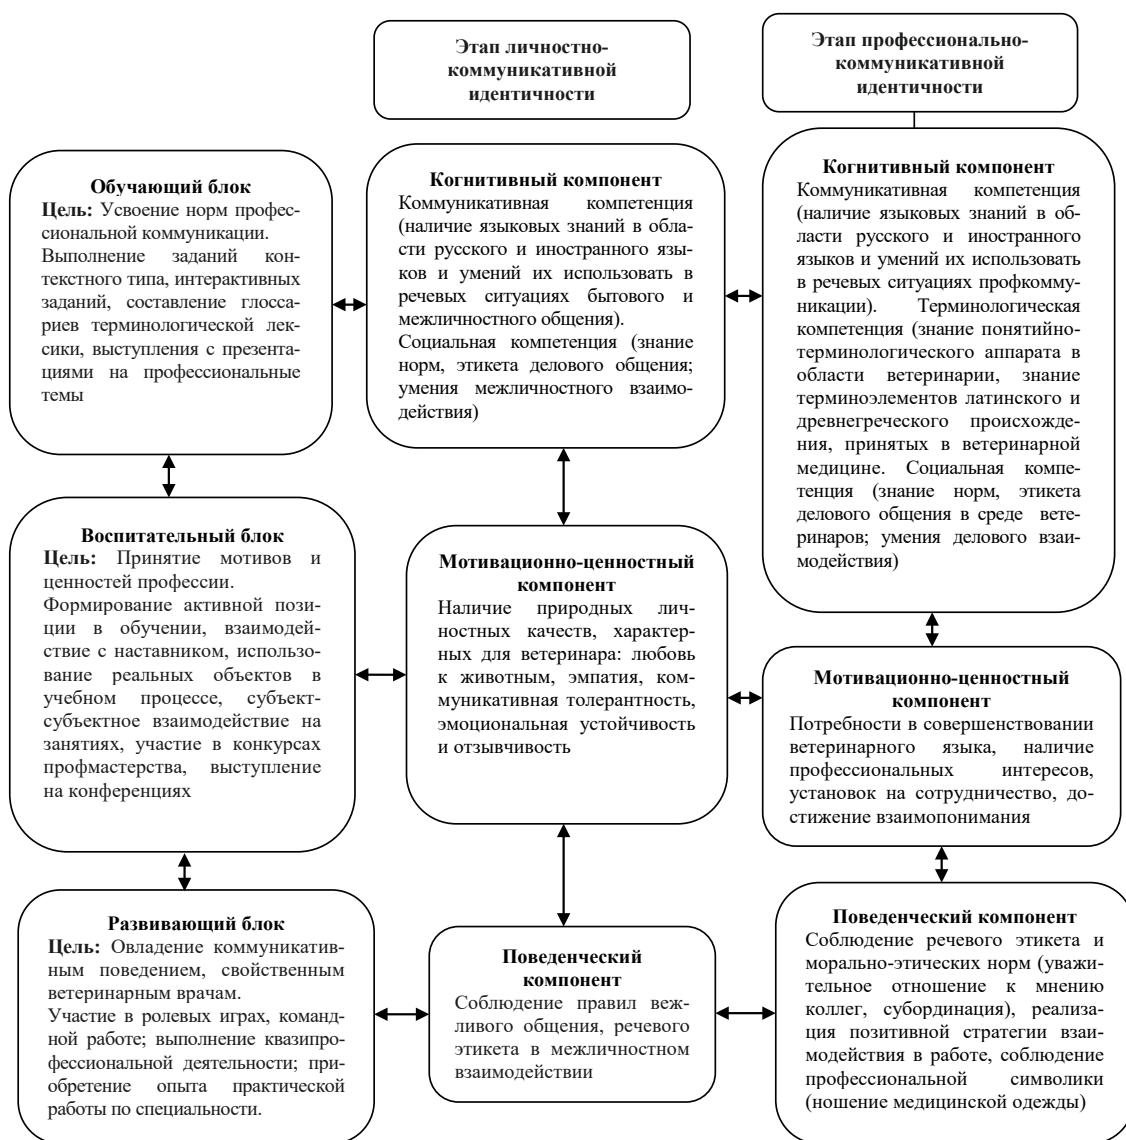 Этап личностно-
коммуникативной
идентичности
Этап профессионально-
коммуникативной
идентичности
Обучающий блок
Цель: Усвоение норм профес-
сиональной коммуникации.
Выполнение заданий кон-
текстного типа, интерактивных
заданий, составление глосса-
риев терминологической лек-
сики, выступления с презента-
циями на профессиональные
темы
Когнитивный компонент
Коммуникативная компетенция
(наличие языковых знаний в об-
ласти русского и иностранного язы-
ков и умений их использовать в
речевых ситуациях бытового и
межличностного общения).
Социальная компетенция (знание
норм, этикета делового общения;
умения межличностного взаимо-
действия)
Когнитивный компонент
Коммуникативная компетенция
(наличие языковых знаний в об-
ласти русского и иностранного
языков и умений их использовать
в речевых ситуациях профкомму-
никации). Терминологическая
компетенция (знание понятийно-
терминологического аппарата в
области ветеринарии, знание
терминоэлементов латинского и
древнегреческого происхожде-
ния, принятых в ветеринарной
медицине. Социальная компе-
тенция (знание норм, этикета
делового общения в среде вете-
ринаров; умения делового взаи-
модействия)
Воспитательный блок
Цель: Принятие мотивов и
ценностей профессии.
Формирование активной пози-
ции в обучении, взаимодей-
ствие с наставником, использо-
вание реальных объектов в
учебном процессе, субъект-
субъектное взаимодействие на
занятиях, участие в конкурсах
профмастерства, выступление
на конференциях
Мотивационно-ценностный
компонент
Наличие природных лич-
ностных качеств, характер-
ных для ветеринара: любовь
к животным, эмпатия, ком-
муникативная толерантность,
эмоциональная устойчивость
и отзывчивость
Мотивационно-ценностный
компонент
Потребности в совершенствовании
ветеринарного языка, наличие
профессиональных интересов,
установок на сотрудничество, до-
стижение взаимопонимания
Развивающий блок
Цель: Овладение коммуникатив-
ным поведением, свойственным
ветеринарным врачам.
Участие в ролевых играх, команд-
ной работе; выполнение квазипро-
фессиональной деятельности; при-
обретение опыта практической
работы по специальности.
Поведенческий
компонент
Соблюдение правил веж-
ливого общения, речевого
этикета в межличностном
взаимодействии
Поведенческий компонент
Соблюдение речевого этикета и
морально-этических норм (уважи-
тельное отношение к мнению
коллег, субординация), реализа-
ция позитивной стратегии взаи-
модействия в работе, соблюдение
профессиональной символики
(ношение медицинской одежды)